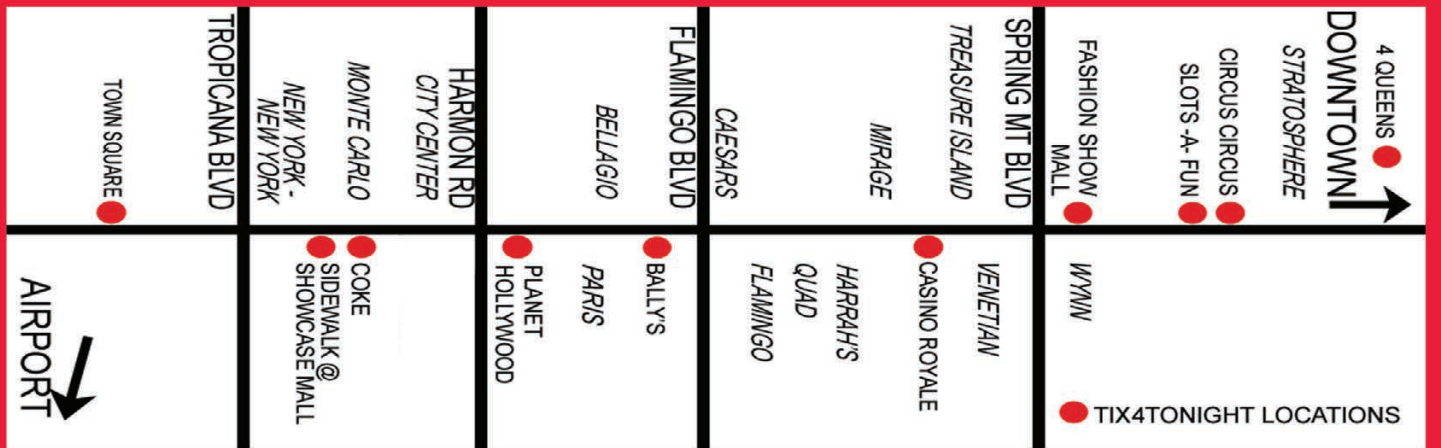 TROPICANA BLVD
TOWN SQUARE
NEW YORK -
NEW YORK
MONTE CARLO
HARMON RD
CITY CENTER
BELLAGIO
FLAMINGO BLVD
CAESARS
MIRAGE
TREASURE ISLAND
SPRING MT BLVD
FASHION SHOW
MALL
SLOTS -A- FUN
CIRCUS CIRCUS
STRATOSPHERE
DOWNTOWN
4 QUEENS
AIRPORT
SIDEWALK @
SHOWCASE MALL
COKE
PLANET
HOLLYWOOD
PARIS
BALLY'S
FLAMINGO
QUAD
HARRAH'S
CASINO ROYALE
VENETIAN
WYNN
TIX4TONIGHT LOCATIONS